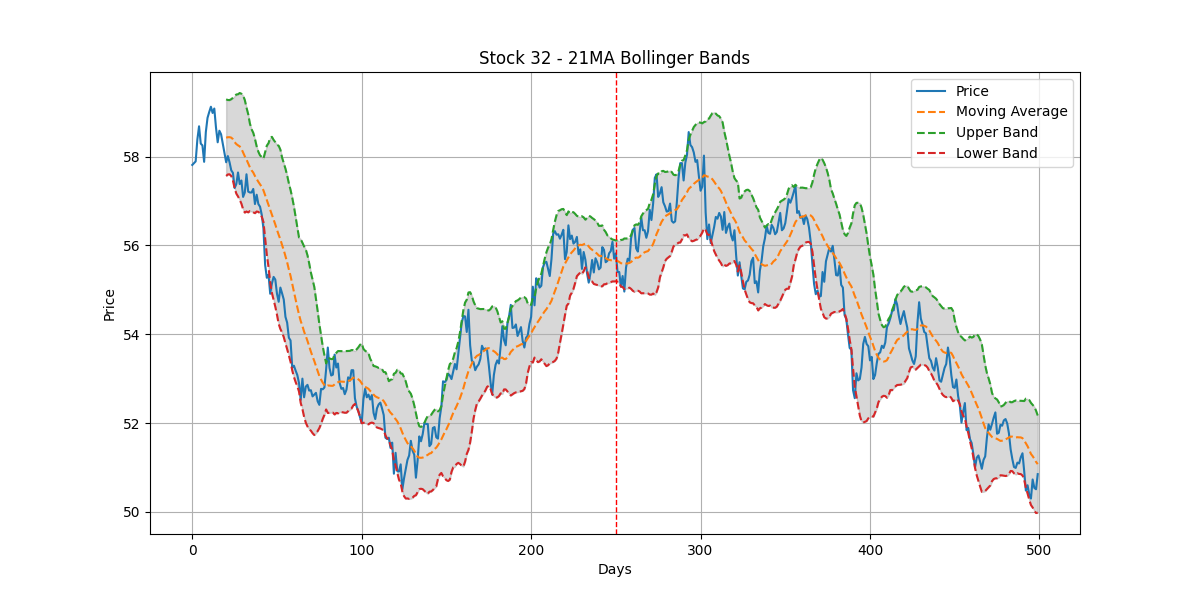 Stock 32 - 21MA Bollinger Bands
Price
Moving Average
Upper Band
Lower Band
58
56
54
52
50
Price
0 100 200 300 400 500
Days